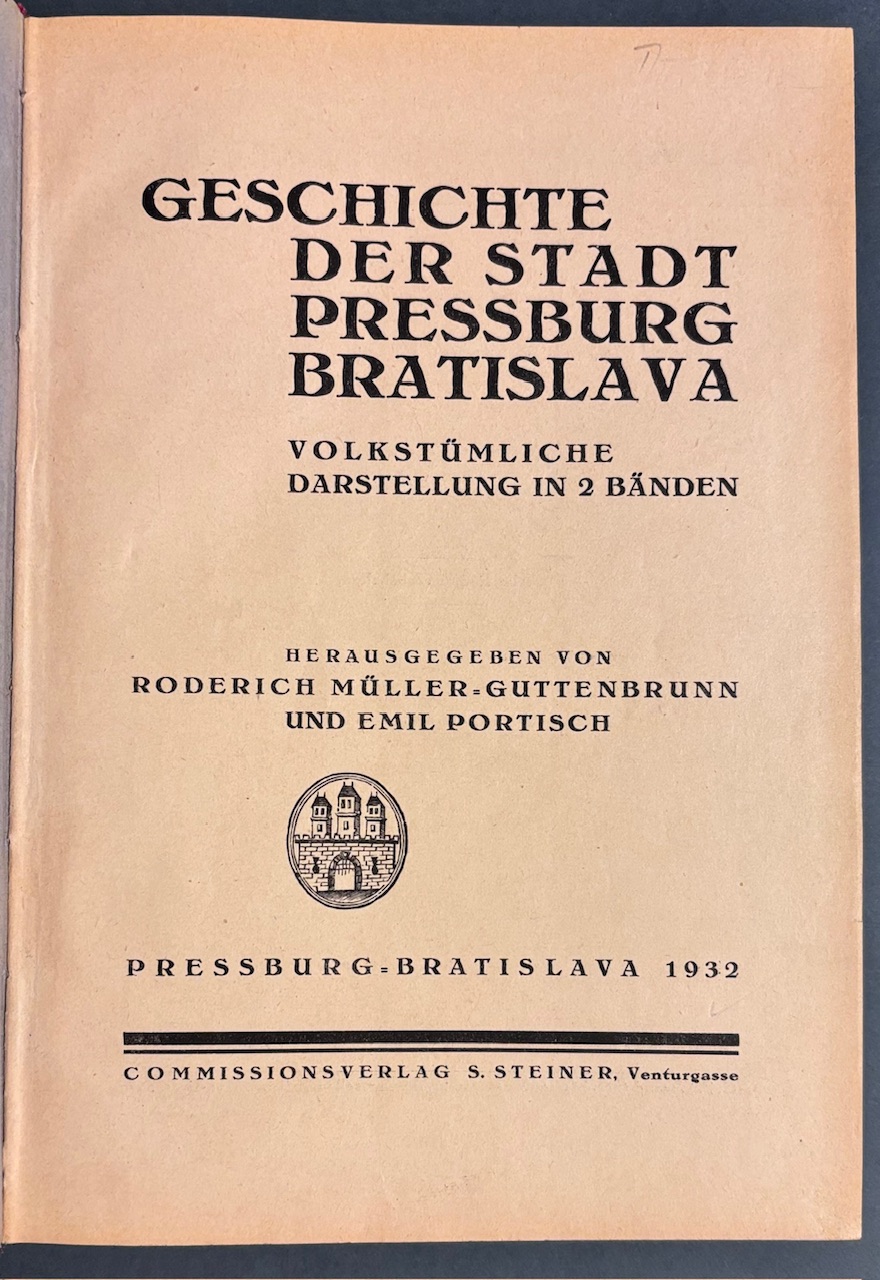 GESCHICHTE
DER STADT
PRESSBURG
BRATISLAVA
VOLKSTÜMLICHE
DARSTELLUNG IN 2 BÄNDEN
HERAUSGEGEBEN VON
RODERICH MÜLLER=GUTTENBRUNN
UND EMIL PORTISCH
PRESSBURG=BRATISLAVA 1932
COMMISSIONSVERLAG S. STEINER, Venturgasse